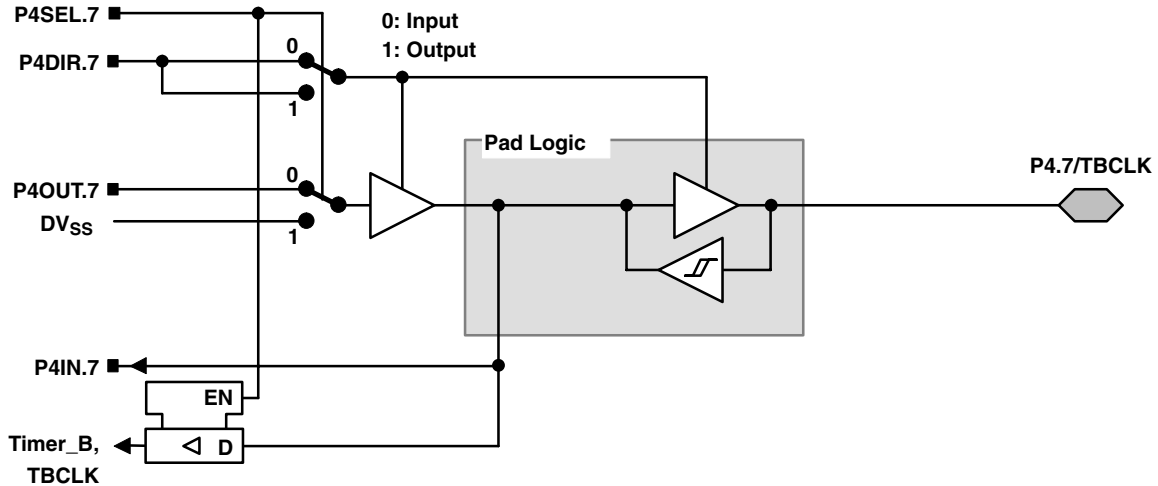 P4SEL.7
0: Input
1: Output
P4DIR.7
0
1
Pad Logic
P4OUT.7
0
DVSS
1
P4.7/TBCLK
P4IN.7
EN
D
Timer_B,
TBCLK